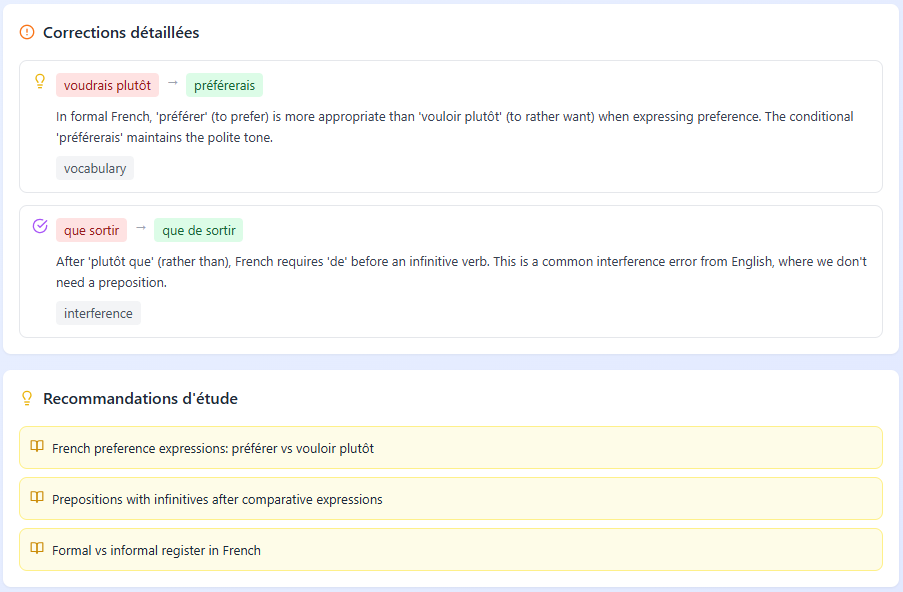 Corrections détaillées
voudrais plutôt → préférerais
In formal French, 'préférer' (to prefer) is more appropriate than 'vouloir plutôt' (to rather want) when expressing preference. The conditional
'préférerais' maintains the polite tone.
vocabulary
que sortir → que de sortir
After 'plutôt que' (rather than), French requires 'de' before an infinitive verb. This is a common interference error from English, where we don't
need a preposition.
interference
Recommandations d'étude
French preference expressions: préférer vs vouloir plutôt
Prepositions with infinitives after comparative expressions
Formal vs informal register in French